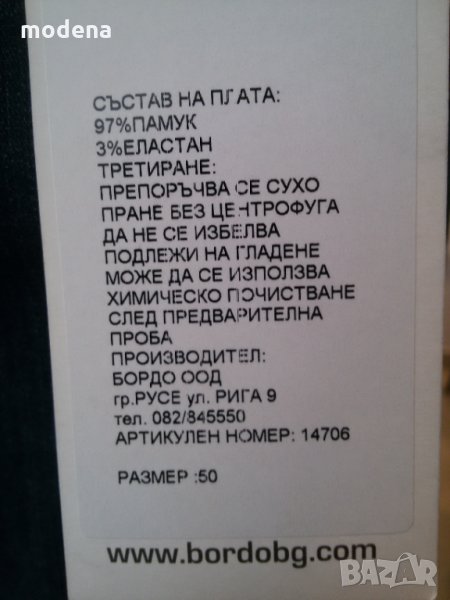 modena
СЪСТАВ НА ПЛАТА:
97%ПАМУК
3%ЕЛАСТАН
ТРЕТИРАНЕ:
ПРЕПОРЪЧВА СЕ СУХО
ПРАНЕ БЕЗ ЦЕНТРОФУГА
ДА НЕ СЕ ИЗБЕЛВА
ПОДЛЕЖИ НА ГЛАДЕНЕ
МОЖЕ ДА СЕ ИЗПОЛЗВА
ХИМИЧЕСКО ПОЧИСТВАНЕ
СЛЕД ПРЕДВАРИТЕЛНА
ПРОБА
ПРОИЗВОДИТЕЛ:
БОРДО ООД
гр.РУСЕ ул. РИГА 9
тел. 082/845550
АРТИКУЛЕН НОМЕР: 14706
РАЗМЕР :50
www.bordobg.com
BAZAR